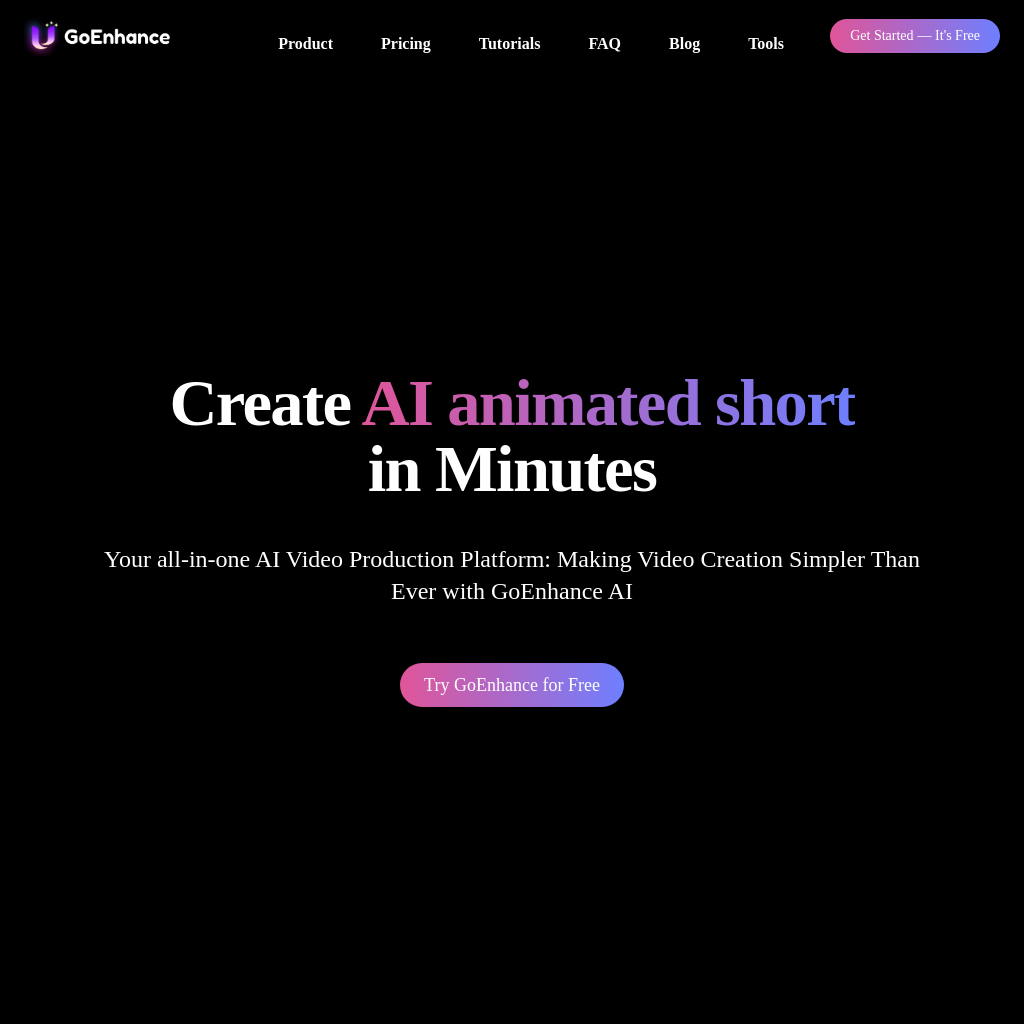 GoEnhance
Product Pricing Tutorials FAQ Blog Tools
Get Started — It's Free
Create AI animated short
in Minutes
Your all-in-one AI Video Production Platform: Making Video Creation Simpler Than
Ever with GoEnhance AI
Try GoEnhance for Free